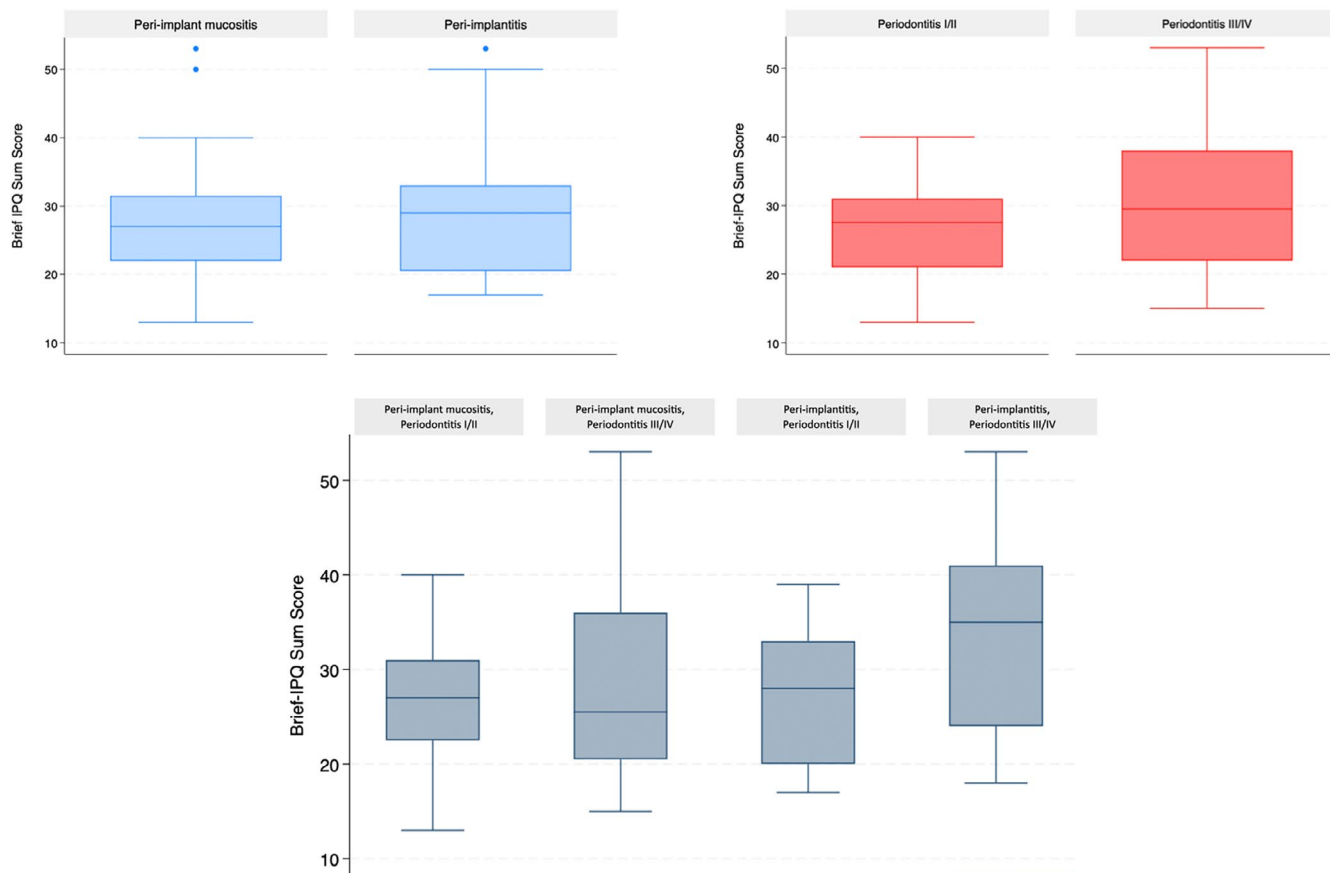 Peri-implant mucositis
Peri-implantitis
Brief IPQ Sum Score
50
40
30
20
10
Periodontitis I/II
Periodontitis III/IV
Brief-IPQ Sum Score
50
40
30
20
10
Peri-implant mucositis,
Periodontitis I/II
Peri-implant mucositis,
Periodontitis III/IV
Peri-implantitis,
Periodontitis I/II
Peri-implantitis,
Periodontitis III/IV
Brief-IPQ Sum Score
50
40
30
20
10